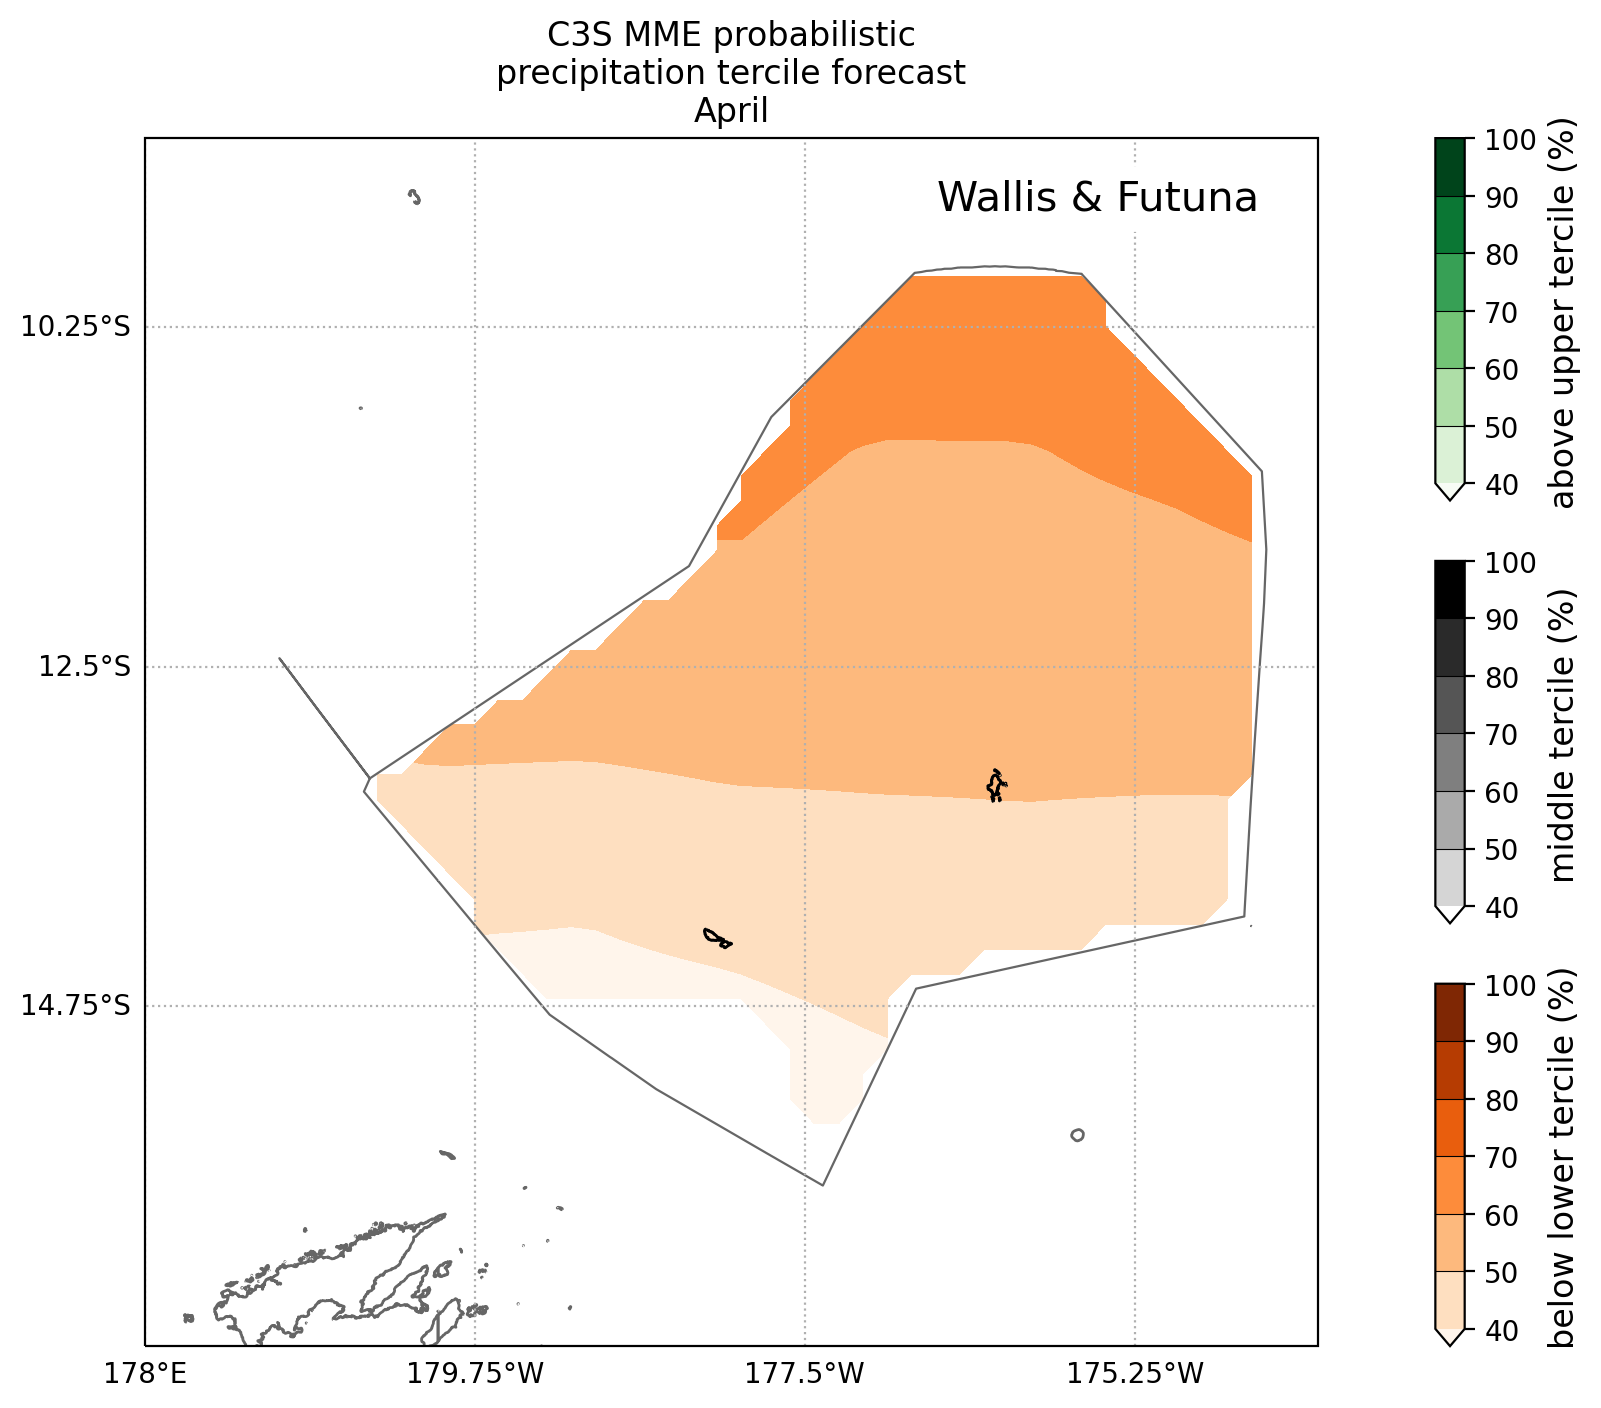 C3S MME probabilistic
precipitation tercile forecast
April
Wallis & Futuna
10.25°S
12.5°S
14.75°S
178°E
179.75°W
177.5°W
175.25°W
100
90
80
70
60
50
40
above upper tercile (%)
100
90
80
70
60
50
40
middle tercile (%)
100
90
80
70
60
50
40
below lower tercile (%)